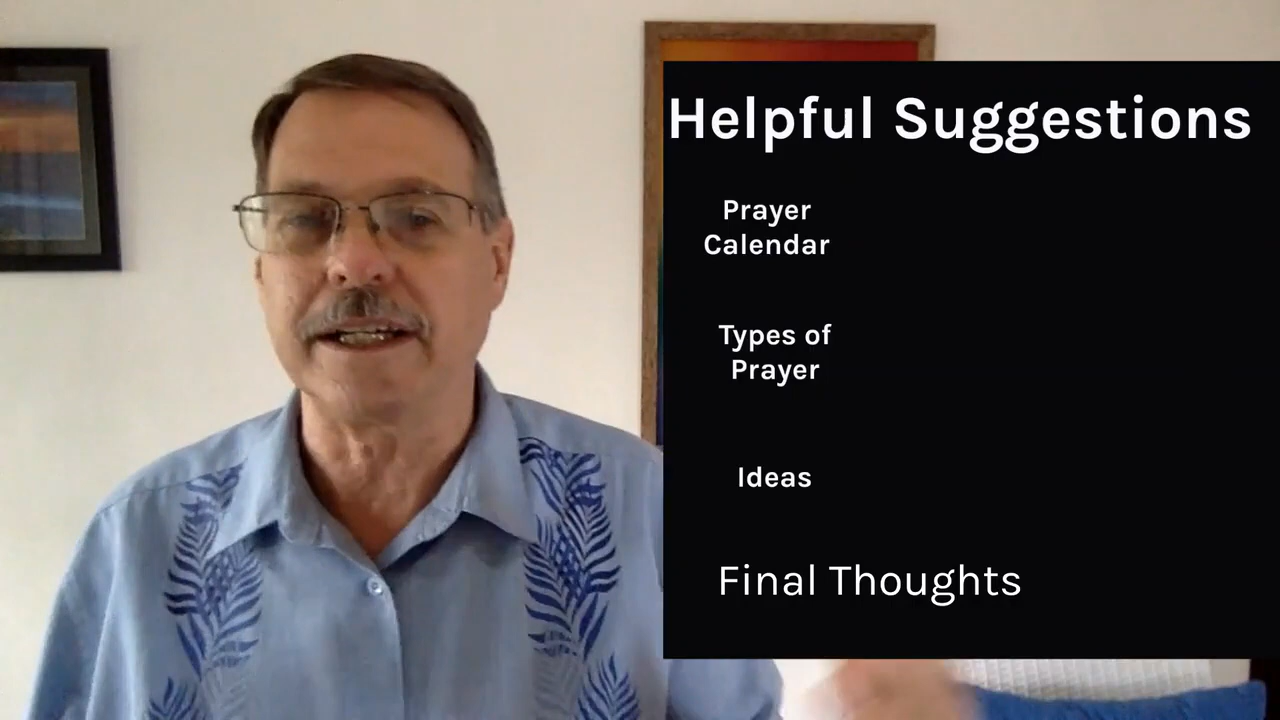 Helpful Suggestions
Prayer
Calendar
Types of
Prayer
Ideas
Final Thoughts